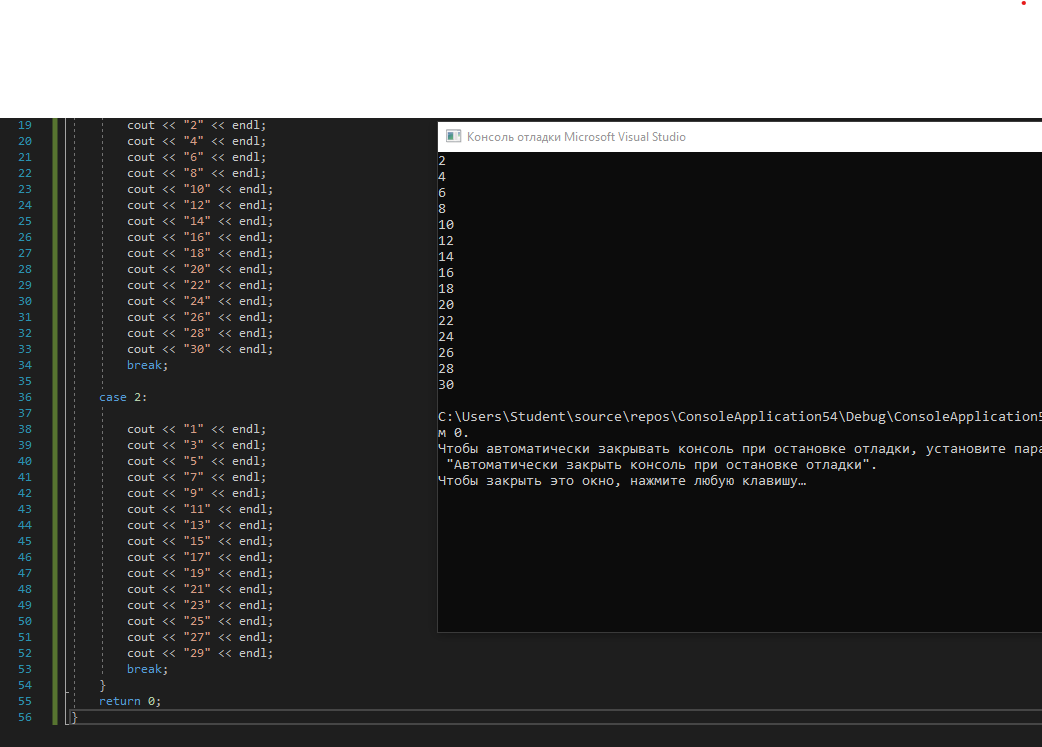 19 cout << "2" << endl;
20 cout << "4" << endl;
21 cout << "6" << endl;
22 cout << "8" << endl;
23 cout << "10" << endl;
24 cout << "12" << endl;
25 cout << "14" << endl;
26 cout << "16" << endl;
27 cout << "18" << endl;
28 cout << "20" << endl;
29 cout << "22" << endl;
30 cout << "24" << endl;
31 cout << "26" << endl;
32 cout << "28" << endl;
33 cout << "30" << endl;
34 break;
35
36 case 2:
37
38 cout << "1" << endl;
39 cout << "3" << endl;
40 cout << "5" << endl;
41 cout << "7" << endl;
42 cout << "9" << endl;
43 cout << "11" << endl;
44 cout << "13" << endl;
45 cout << "15" << endl;
46 cout << "17" << endl;
47 cout << "19" << endl;
48 cout << "21" << endl;
49 cout << "23" << endl;
50 cout << "25" << endl;
51 cout << "27" << endl;
52 cout << "29" << endl;
53 break;
54 }
55 return 0;
56 }
Консоль отладки Microsoft Visual Studio
2
4
6
8
10
12
14
16
18
20
22
24
26
28
30
C:\Users\Student\source\repos\ConsoleApplication54\Debug\ConsoleApplication5
м 0.
Чтобы автоматически закрывать консоль при остановке отладки, установите пара
"Автоматически закрыть консоль при остановке отладки".
Чтобы закрыть это окно, нажмите любую клавишу…